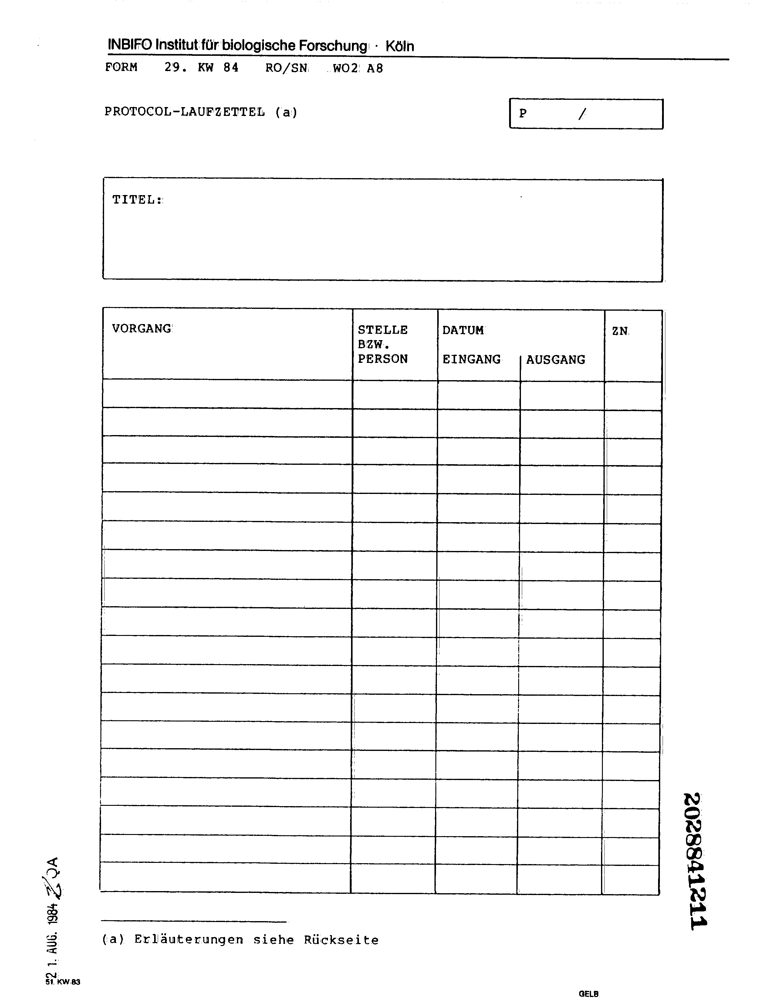 INBIFO Institut für biologische Forschung · Köln
FORM 29. KW 84 RO/SN WO2 A8
PROTOCOL-LAUFZETTEL (a)
P /
TITEL:
VORGANG STELLE BZW. PERSON DATUM EINGANG AUSGANG ZN
(a) Erläuterungen siehe Rückseite
2 1. AUG. 1984 QA
51. KW 83
GELB
2028841211